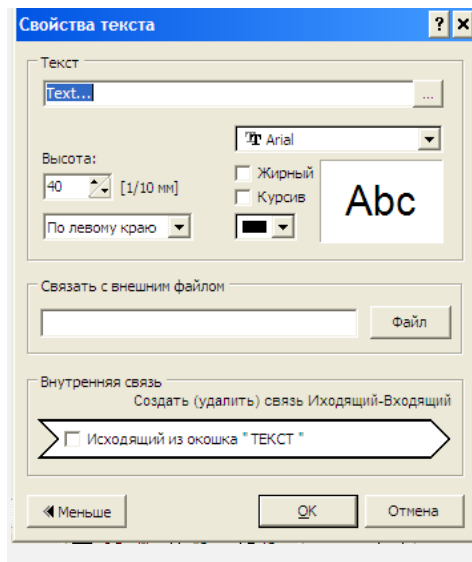 Свойства текста
Текст
Text...
...
Arial
Высота:
40 [1/10 мм]
Жирный
Курсив
Abc
По левому краю
Связать с внешним файлом
Файл
Внутренняя связь
Создать (удалить) связь Иходящий-Входящий
Исходящий из окошка " ТЕКСТ "
Меньше
OK
Отмена